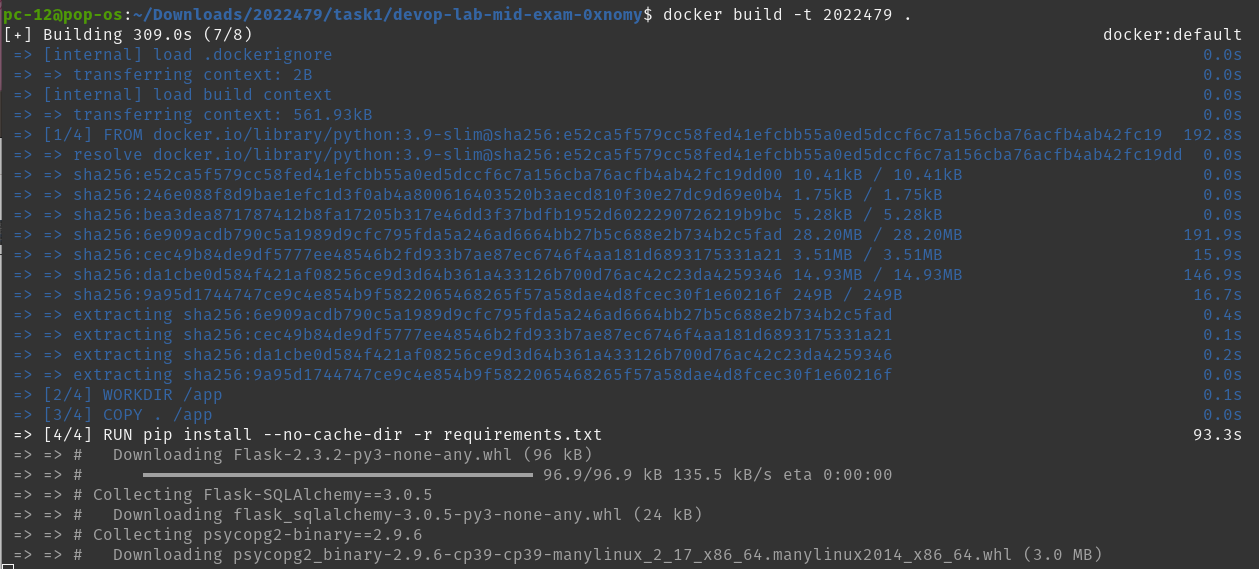 pc-12@pop-os:~/Downloads/2022479/task1/devop-lab-mid-exam-0xnomy$ docker build -t 2022479 .
[+] Building 309.0s (7/8) docker:default
=> [internal] load .dockerignore 0.0s
=> => transferring context: 2B 0.0s
=> [internal] load build context 0.0s
=> => transferring context: 561.93kB 0.0s
=> [1/4] FROM docker.io/library/python:3.9-slim@sha256:e52ca5f579cc58fed41efcbb55a0ed5dccf6c7a156cba76acfb4ab42fc19 192.8s
=> => resolve docker.io/library/python:3.9-slim@sha256:e52ca5f579cc58fed41efcbb55a0ed5dccf6c7a156cba76acfb4ab42fc19dd 0.0s
=> => sha256:e52ca5f579cc58fed41efcbb55a0ed5dccf6c7a156cba76acfb4ab42fc19dd00 10.41kB / 10.41kB 0.0s
=> => sha256:246e088f8d9bae1efc1d3f0ab4a800616403520b3aecd810f30e27dc9d69e0b4 1.75kB / 1.75kB 0.0s
=> => sha256:bea3dea871787412b8fa17205b317e46dd3f37bdfb1952d6022290726219b9bc 5.28kB / 5.28kB 0.0s
=> => sha256:6e909acdb790c5a1989d9cfc795fda5a246ad6664bb27b5c688e2b734b2c5fad 28.20MB / 28.20MB 191.9s
=> => sha256:cec49b84de9df5777ee48546b2fd933b7ae87ec6746f4aa181d6893175331a21 3.51MB / 3.51MB 15.9s
=> => sha256:da1cbe0d584f421af08256ce9d3d64b361a433126b700d76ac42c23da4259346 14.93MB / 14.93MB 146.9s
=> => sha256:9a95d1744747ce9c4e854b9f5822065468265f57a58dae4d8fcec30f1e60216f 249B / 249B 16.7s
=> => extracting sha256:6e909acdb790c5a1989d9cfc795fda5a246ad6664bb27b5c688e2b734b2c5fad 0.4s
=> => extracting sha256:cec49b84de9df5777ee48546b2fd933b7ae87ec6746f4aa181d6893175331a21 0.1s
=> => extracting sha256:da1cbe0d584f421af08256ce9d3d64b361a433126b700d76ac42c23da4259346 0.2s
=> => extracting sha256:9a95d1744747ce9c4e854b9f5822065468265f57a58dae4d8fcec30f1e60216f 0.0s
=> [2/4] WORKDIR /app 0.1s
=> [3/4] COPY . /app 0.0s
=> [4/4] RUN pip install --no-cache-dir -r requirements.txt 93.3s
=> => # Downloading Flask-2.3.2-py3-none-any.whl (96 kB)
=> => # 96.9/96.9 kB 135.5 kB/s eta 0:00:00
=> => # Collecting Flask-SQLAlchemy==3.0.5
=> => # Downloading flask_sqlalchemy-3.0.5-py3-none-any.whl (24 kB)
=> => # Collecting psycopg2-binary==2.9.6
=> => # Downloading psycopg2_binary-2.9.6-cp39-cp39-manylinux_2_17_x86_64.manylinux2014_x86_64.whl (3.0 MB)